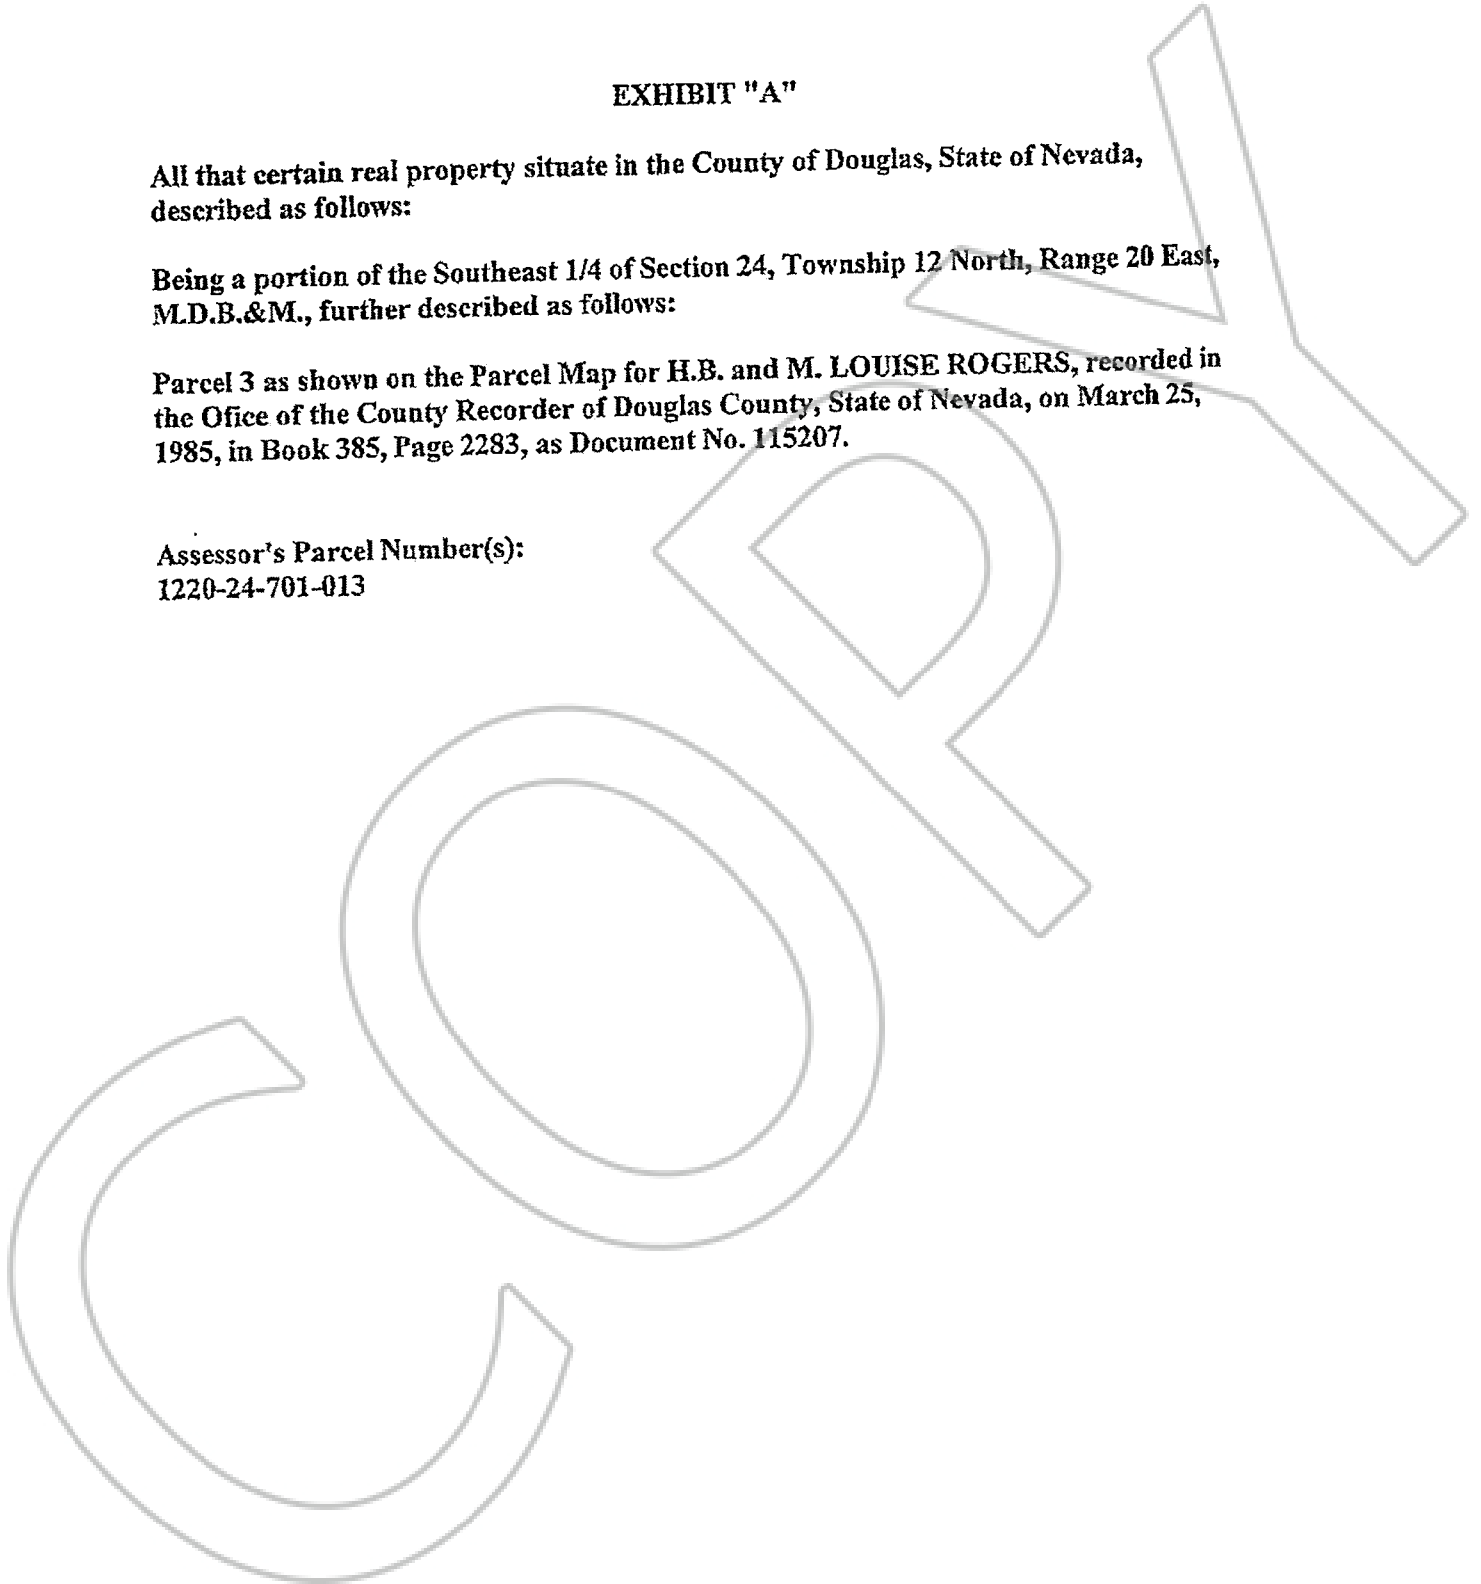 EXHIBIT "A"
All that certain real property situate in the County of Douglas, State of Nevada,
described as follows:
Being a portion of the Southeast 1/4 of Section 24, Township 12 North, Range 20 East,
M.D.B.&M., further described as follows:
Parcel 3 as shown on the Parcel Map for H.B. and M. LOUISE ROGERS, recorded in
the Ofice of the County Recorder of Douglas County, State of Nevada, on March 25,
1985, in Book 385, Page 2283, as Document No. 115207.
Assessor's Parcel Number(s):
1220-24-701-013
COPY